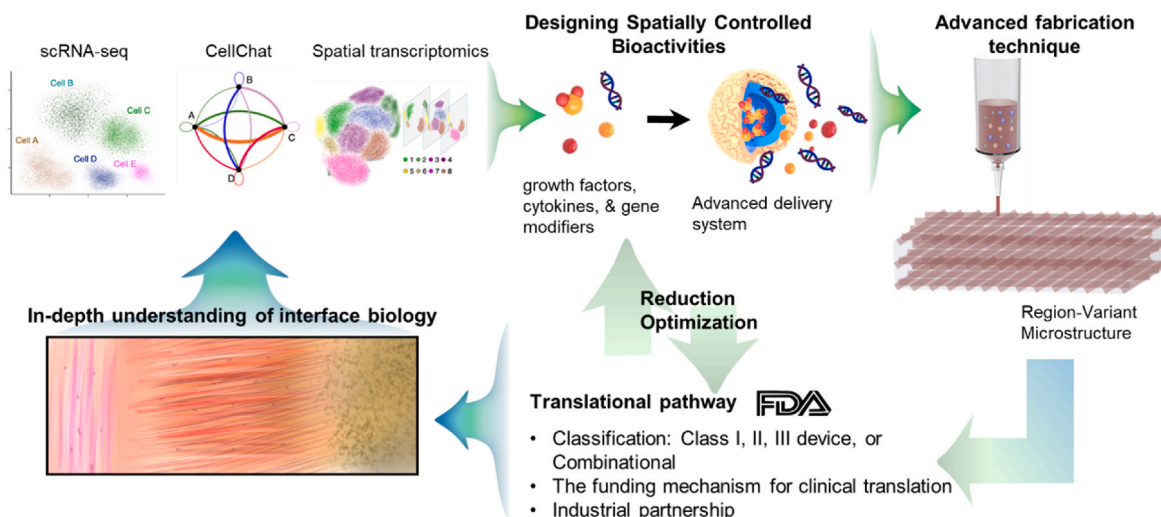 scRNA-seq
Cell B
Cell C
Cell A
Cell D
Cell E
CellChat
B
A
C
D
Spatial transcriptomics
1 2 3 4
5 6 7 8
Designing Spatially Controlled
Bioactivities
growth factors,
cytokines, & gene
modifiers
Advanced delivery
system
Advanced fabrication
technique
Region-Variant
Microstructure
In-depth understanding of interface biology
Reduction
Optimization
Translational pathway FDA
• Classification: Class I, II, III device, or
Combinational
• The funding mechanism for clinical translation
• Industrial partnership